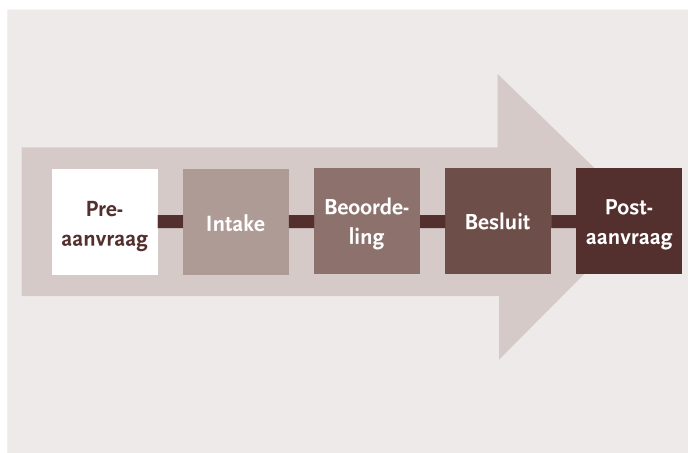 Pre-
aanvraag
Intake
Beoorde-
ling
Besluit
Post-
aanvraag